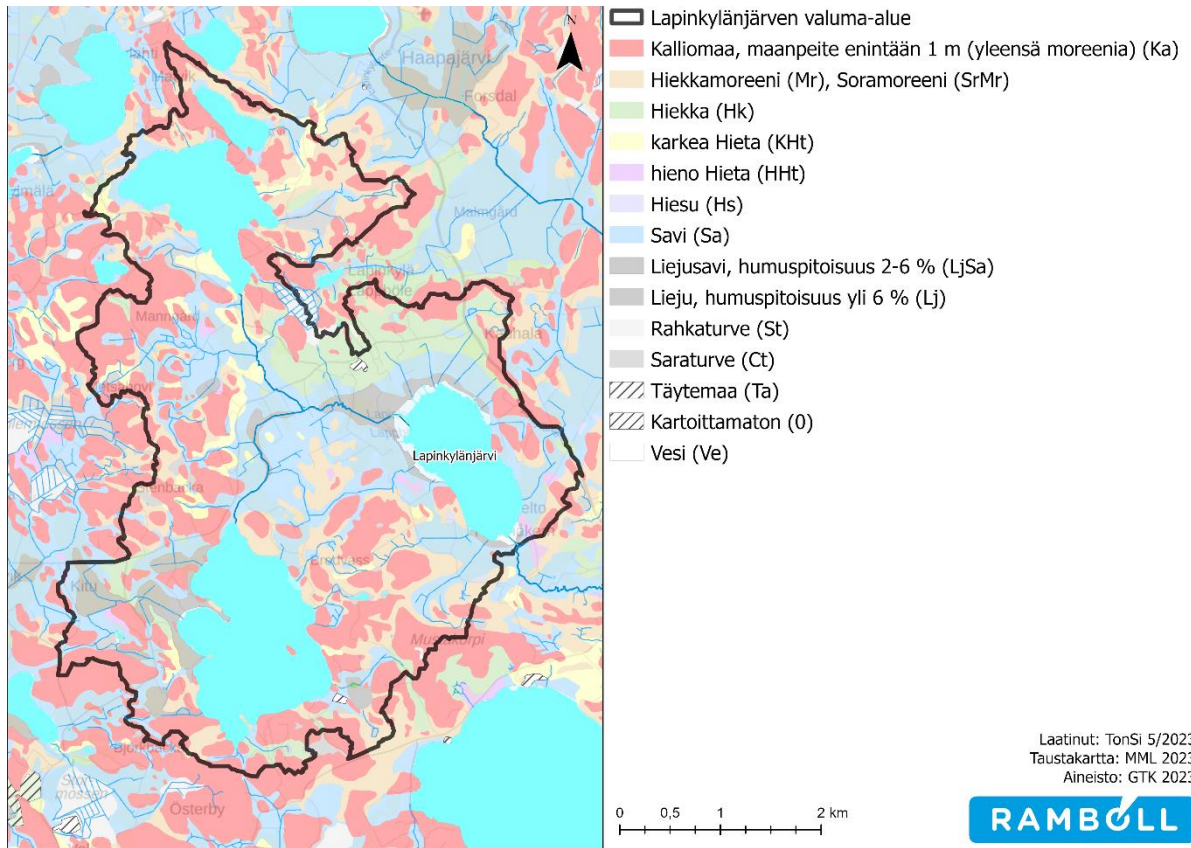 N
Haapajärvi
Forsdal
Malmgård
Lapinkylä
Lappböle
Manngård
Lapinkylänjärvi
Kitu
Mustakorpi
Österby
Lapinkylänjärven valuma-alue
Kalliomaa, maanpeite enintään 1 m (yleensä moreenia) (Ka)
Hiekkamoreeni (Mr), Soramoreeni (SrMr)
Hiekka (Hk)
karkea Hieta (KHt)
hieno Hieta (HHt)
Hiesu (Hs)
Savi (Sa)
Liejusavi, humuspitoisuus 2-6 % (LjSa)
Lieju, humuspitoisuus yli 6 % (Lj)
Rahkaturve (St)
Saraturve (Ct)
Täytemaa (Ta)
Kartoittamaton (0)
Vesi (Ve)
Laatinut: TonSi 5/2023
Taustakartta: MML 2023
Aineisto: GTK 2023
0 0,5 1 2 km
RAMBOLL